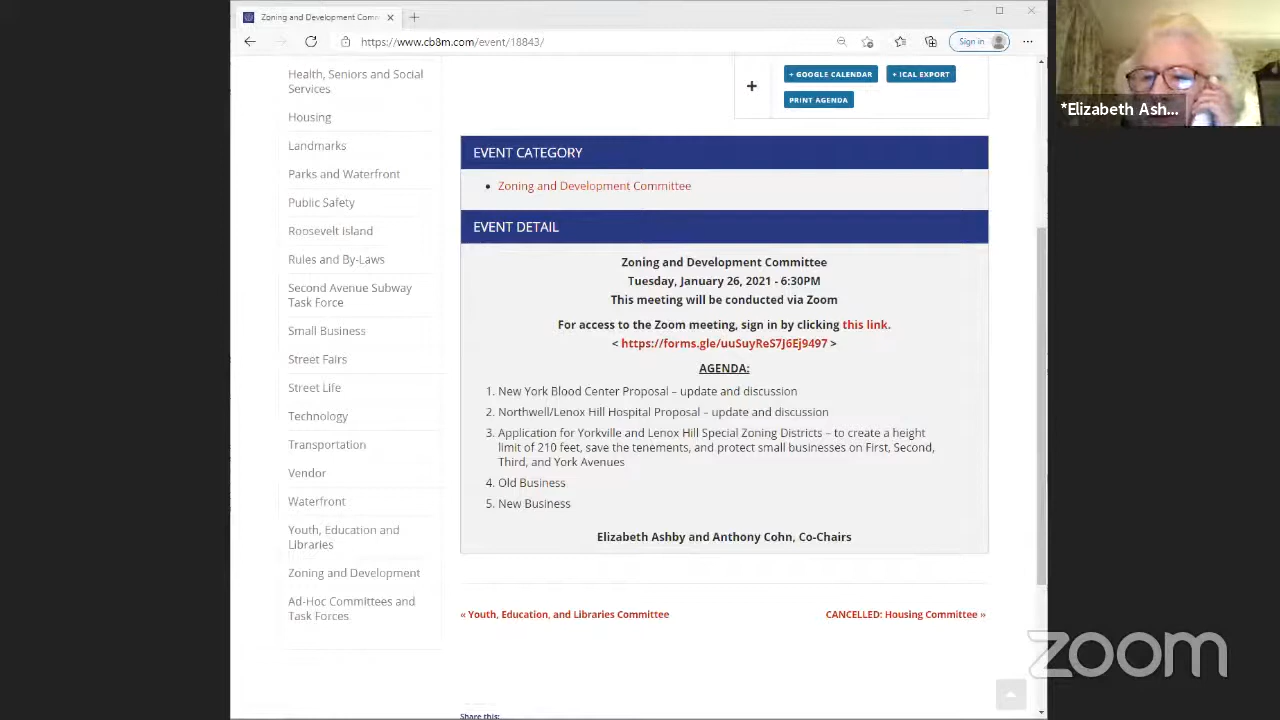 Zoning and Development Comm
https://www.cb8m.com/event/18843/
Sign in
Health, Seniors and Social
Services
Housing
Landmarks
Parks and Waterfront
Public Safety
Roosevelt Island
Rules and By-Laws
Second Avenue Subway
Task Force
Small Business
Street Fairs
Street Life
Technology
Transportation
Vendor
Waterfront
Youth, Education and
Libraries
Zoning and Development
Ad-Hoc Committees and
Task Forces
+ GOOGLE CALENDAR
+ ICAL EXPORT
PRINT AGENDA
EVENT CATEGORY
• Zoning and Development Committee
EVENT DETAIL
Zoning and Development Committee
Tuesday, January 26, 2021 - 6:30PM
This meeting will be conducted via Zoom
For access to the Zoom meeting, sign in by clicking this link.
< https://forms.gle/uuSuyReS7J6Ej9497 >
AGENDA:
1. New York Blood Center Proposal – update and discussion
2. Northwell/Lenox Hill Hospital Proposal – update and discussion
3. Application for Yorkville and Lenox Hill Special Zoning Districts – to create a height
limit of 210 feet, save the tenements, and protect small businesses on First, Second,
Third, and York Avenues
4. Old Business
5. New Business
Elizabeth Ashby and Anthony Cohn, Co-Chairs
« Youth, Education, and Libraries Committee
CANCELLED: Housing Committee »
Share this:
*Elizabeth Ash...
zoom